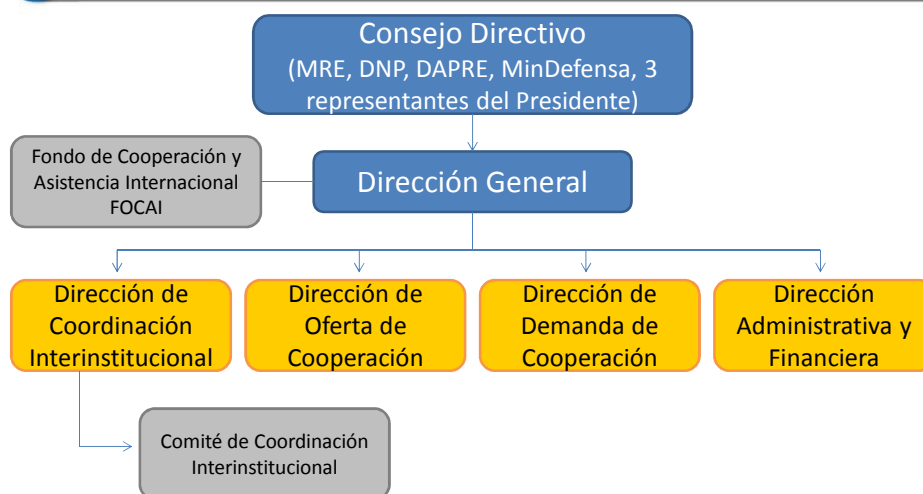 Consejo Directivo
(MRE, DNP, DAPRE, MinDefensa, 3
representantes del Presidente)
Fondo de Cooperación y
Asistencia Internacional
FOCAI
Dirección General
Dirección de
Coordinación
Interinstitucional
Dirección de
Oferta de
Cooperación
Dirección de
Demanda de
Cooperación
Dirección
Administrativa y
Financiera
Comité de Coordinación
Interinstitucional